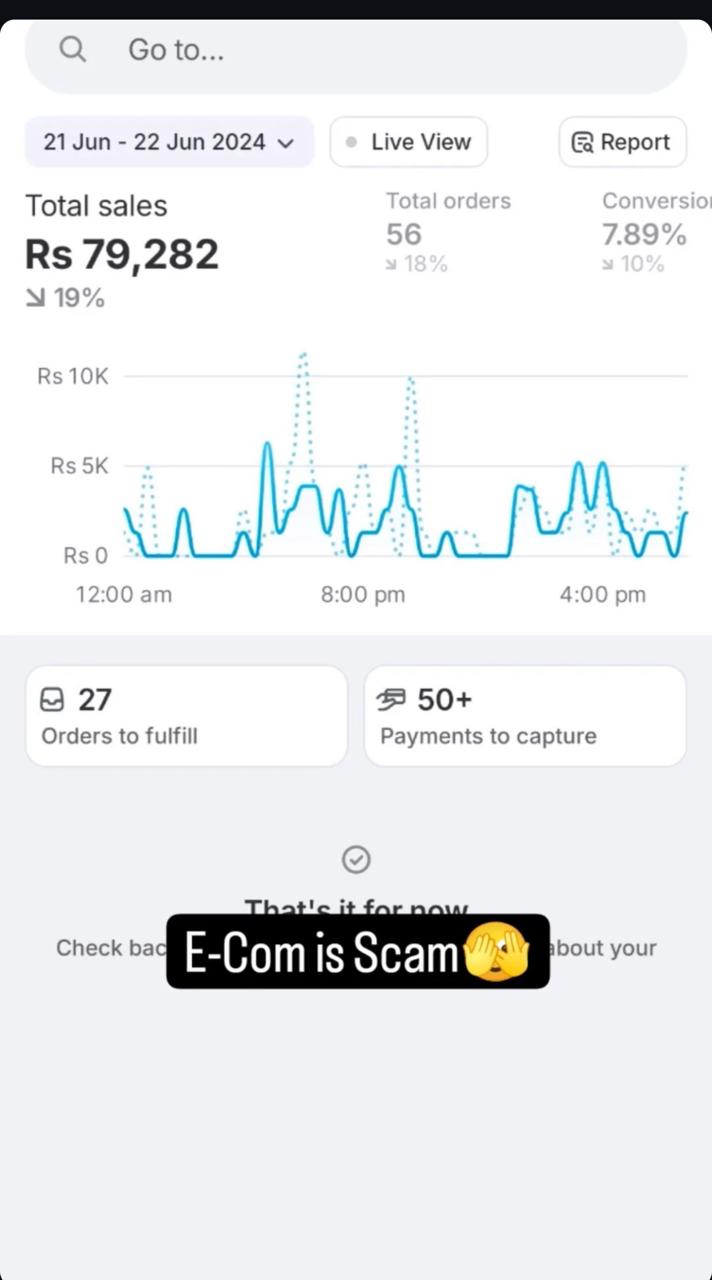 Go to...
21 Jun - 22 Jun 2024 Live View Report
Total sales
Rs 79,282
19%
Total orders
56
18%
Conversion
7.89%
10%
Rs 10K
Rs 5K
Rs 0
12:00 am 8:00 pm 4:00 pm
27
Orders to fulfill
50+
Payments to capture
That's it for now
Check bac about your
E-Com is Scam🫣